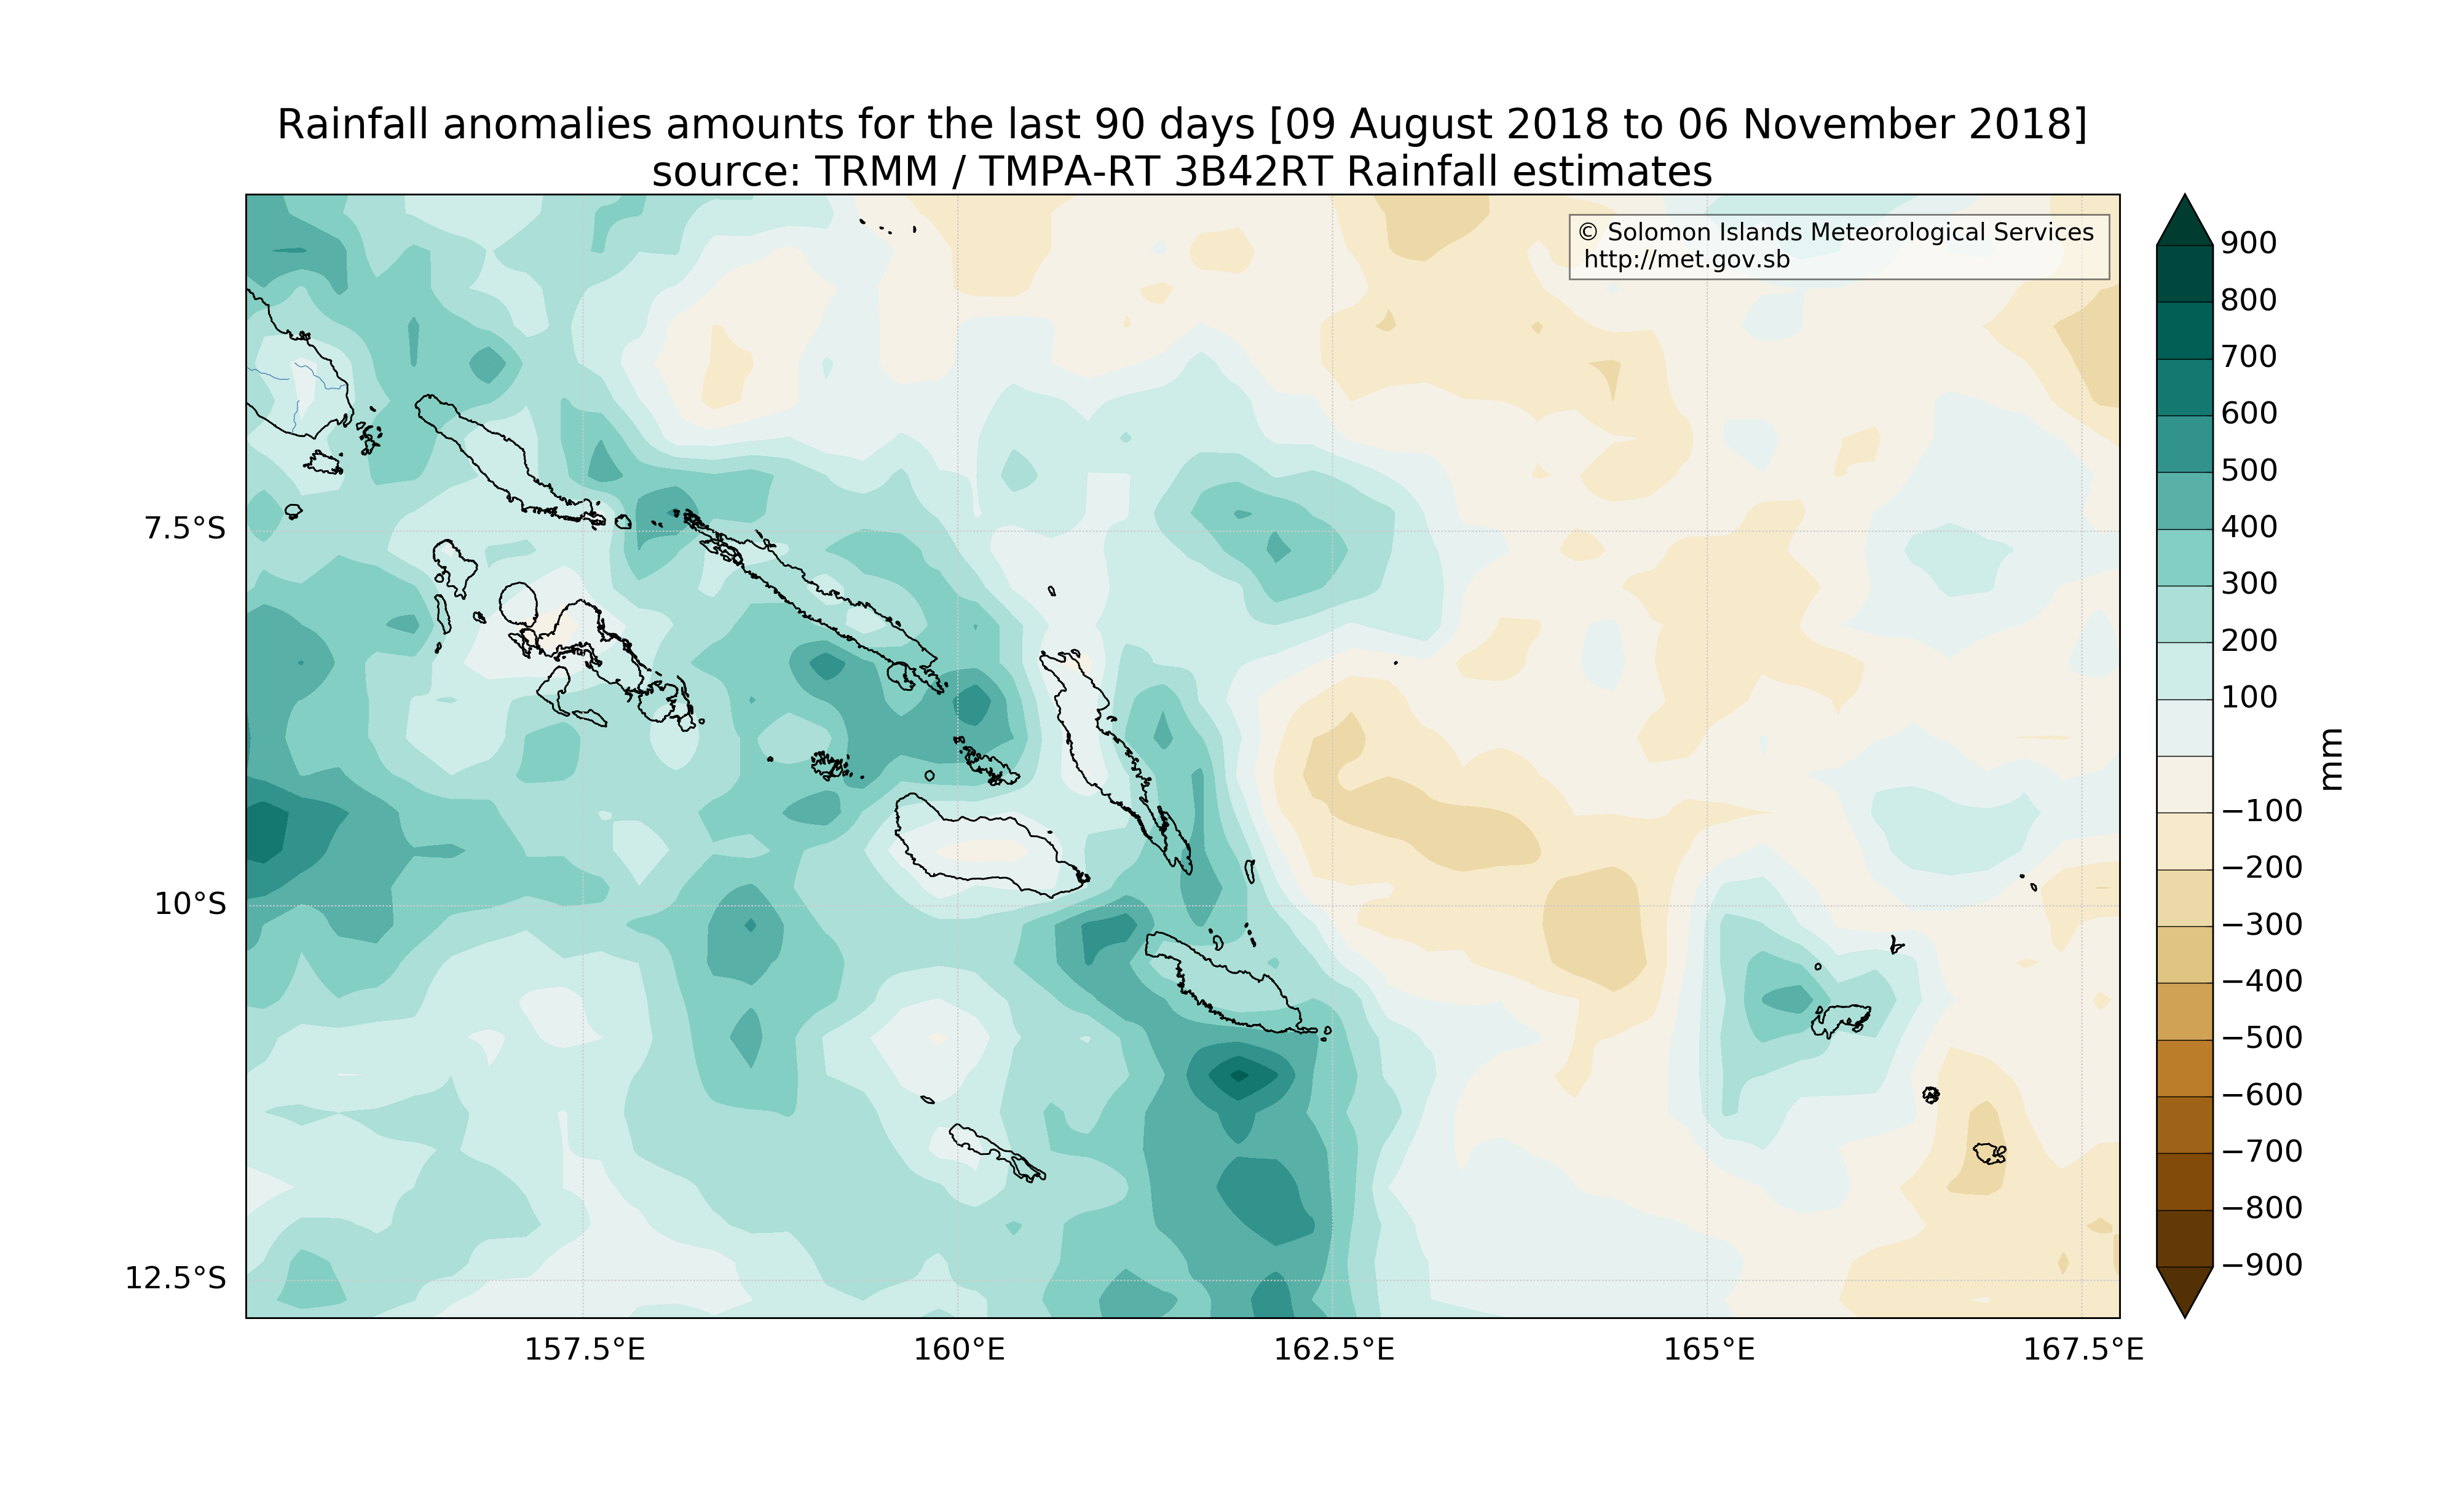 Rainfall anomalies amounts for the last 90 days [09 August 2018 to 06 November 2018]
source: TRMM / TMPA-RT 3B42RT Rainfall estimates
© Solomon Islands Meteorological Services
http://met.gov.sb
7.5°S
10°S
12.5°S
157.5°E
160°E
162.5°E
165°E
167.5°E
900
800
700
600
500
400
300
200
100
−100
−200
−300
−400
−500
−600
−700
−800
−900
mm